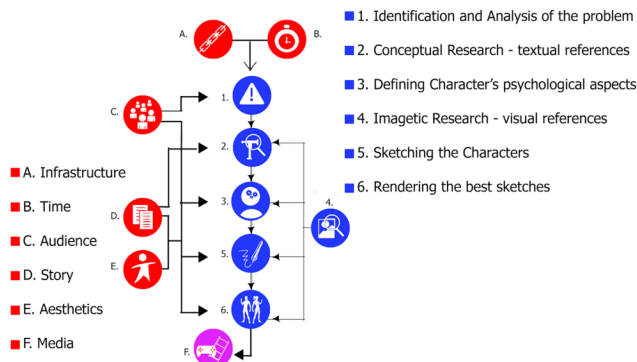 A.
B.
C.
1.
2.
D.
3.
4.
E.
5.
6.
F.
A. Infrastructure
B. Time
C. Audience
D. Story
E. Aesthetics
F. Media
1. Identification and Analysis of the problem
2. Conceptual Research - textual references
3. Defining Character's psychological aspects
4. Imagetic Research - visual references
5. Sketching the Characters
6. Rendering the best sketches